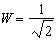 W = 1/√2